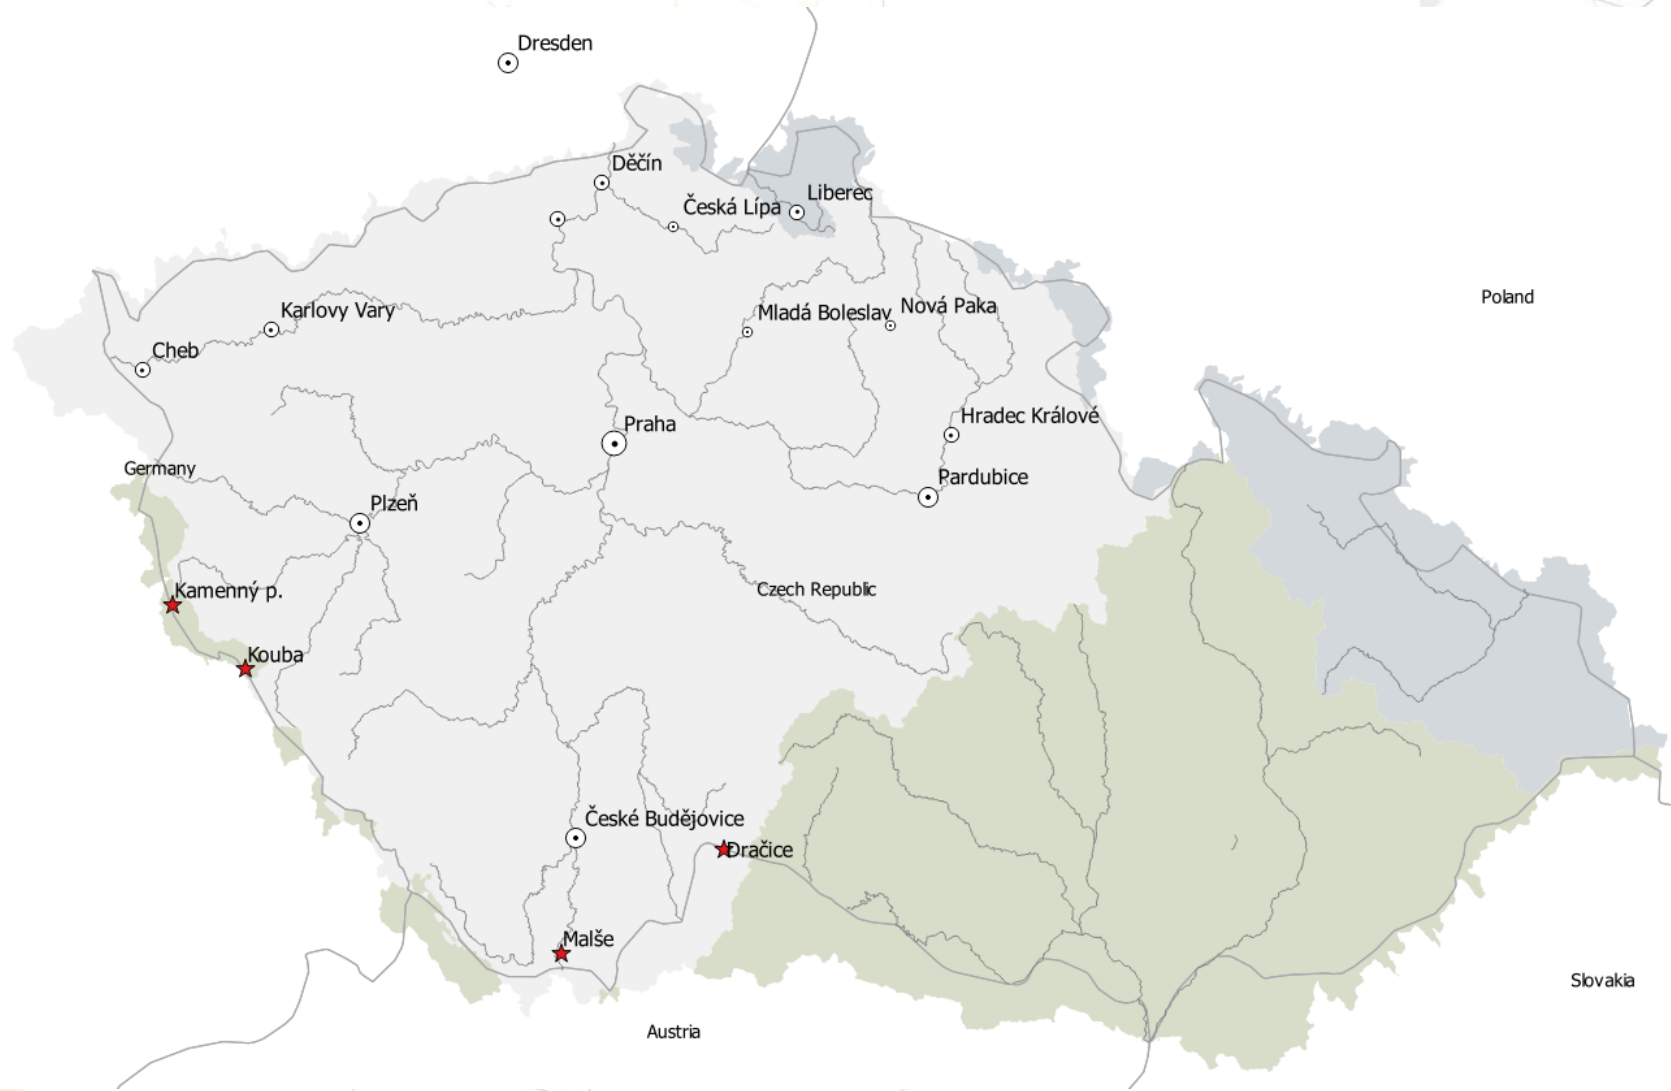 Dresden
Děčín
Liberec
Česká Lípa
Poland
Karlovy Vary
Mladá Boleslav
Nová Paka
Cheb
Hradec Králové
Praha
Germany
Pardubice
Plzeň
Kamenný p.
Czech Republic
Kouba
České Budějovice
Dračice
Malše
Slovakia
Austria